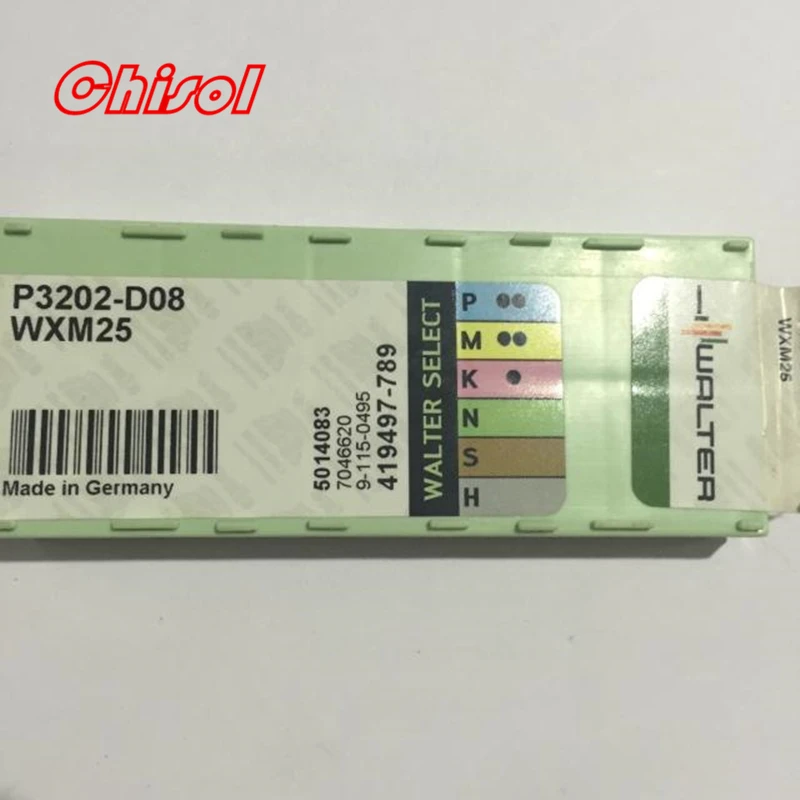 Chisol
P3202-D08
WXM25
Made in Germany
5014083
7046620
9-115-0495
419497-789
WALTER SELECT
P
M
K
N
S
H
WALTER
WXM25